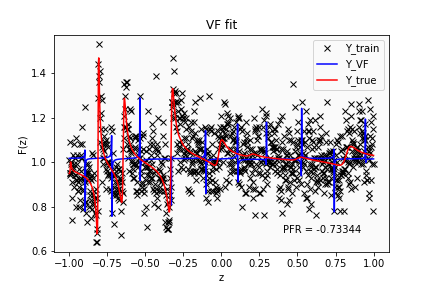 VF fit
Y_train
Y_VF
Y_true
F(z)
1.4
1.2
1.0
0.8
0.6
PFR = -0.73344
−1.00 −0.75 −0.50 −0.25 0.00 0.25 0.50 0.75 1.00
z